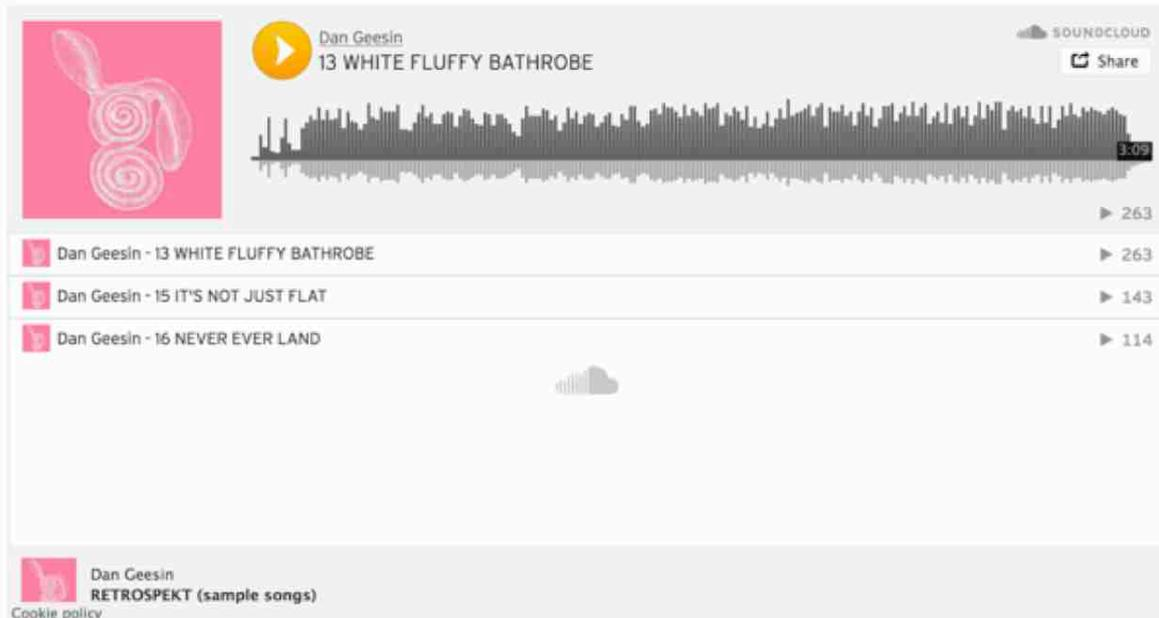 Dan Geesin
13 WHITE FLUFFY BATHROBE
SOUNDCLOUD
Share
3:09
263
Dan Geesin - 13 WHITE FLUFFY BATHROBE
263
Dan Geesin - 15 IT'S NOT JUST FLAT
143
Dan Geesin - 16 NEVER EVER LAND
114
Dan Geesin
RETROSPEKT (sample songs)
Cookie policy